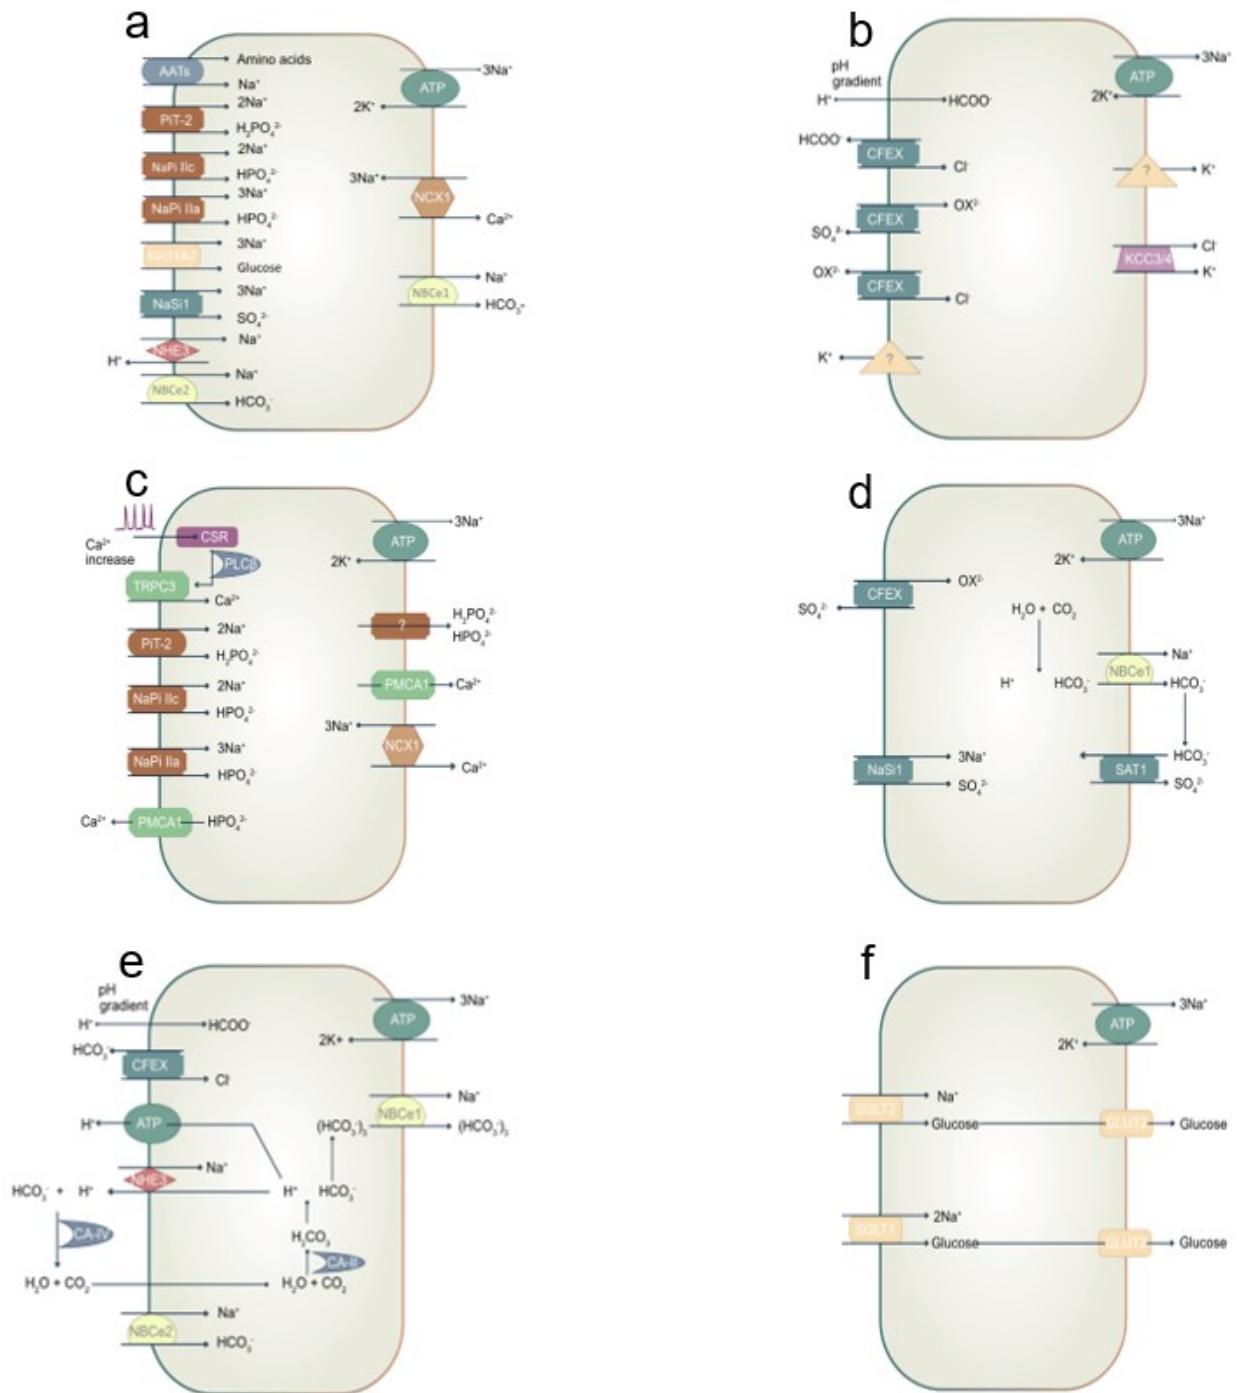 a
AATs
Amino acids
Na⁺
2Na⁺
PiT-2
H₂PO₄²⁻
2Na⁺
NaPi IIc
HPO₄²⁻
3Na⁺
NaPi IIa
HPO₄²⁻
3Na⁺
Glucose
3Na⁺
NaSi1
SO₄²⁻
Na⁺
NHE3
H⁺
Na⁺
NBCe2
HCO₃⁻
3Na⁺
ATP
2K⁺
3Na⁺
NCX1
Ca²⁺
Na⁺
NBCe1
HCO₃⁻
b
pH
gradient
H⁺
HCOO⁻
HCOO⁻
CFEX
Cl⁻
OX²⁻
CFEX
SO₄²⁻
OX²⁻
CFEX
Cl⁻
K⁺
?
3Na⁺
ATP
2K⁺
?
K⁺
Cl⁻
KCC3/4
K⁺
c
Ca²⁺
increase
CSR
PLCβ
TRPC3
Ca²⁺
2Na⁺
PiT-2
H₂PO₄²⁻
2Na⁺
NaPi IIc
HPO₄²⁻
3Na⁺
NaPi IIa
HPO₄²⁻
Ca²⁺
PMCA1
HPO₄²⁻
3Na⁺
ATP
2K⁺
?
H₂PO₄²⁻
HPO₄²⁻
PMCA1
Ca²⁺
3Na⁺
NCX1
Ca²⁺
d
CFEX
OX²⁻
SO₄²⁻
H₂O + CO₂
H⁺
HCO₃⁻
NaSi1
3Na⁺
SO₄²⁻
3Na⁺
ATP
2K⁺
Na⁺
NBCe1
HCO₃⁻
HCO₃⁻
SAT1
SO₄²⁻
e
pH
gradient
H⁺
HCOO⁻
HCO₃⁻
CFEX
Cl⁻
H⁺
ATP
Na⁺
NHE3
HCO₃⁻ + H⁺
H⁺
HCO₃⁻
(HCO₃⁻)₃
CA-IV
H₂CO₃
CA-II
H₂O + CO₂
H₂O + CO₂
Na⁺
NBCe2
HCO₃⁻
3Na⁺
ATP
2K+
Na⁺
NBCe1
(HCO₃⁻)₃
f
3Na⁺
ATP
2K⁺
Na⁺
SGLT2
Glucose
GLUT2
Glucose
2Na⁺
SGLT1
Glucose
GLUT2
Glucose